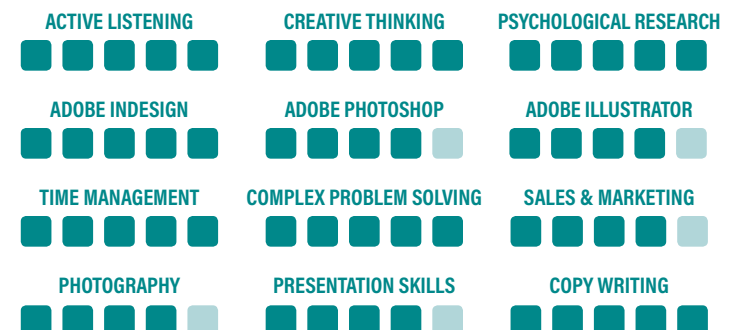 ACTIVE LISTENING
CREATIVE THINKING
PSYCHOLOGICAL RESEARCH
ADOBE INDESIGN
ADOBE PHOTOSHOP
ADOBE ILLUSTRATOR
TIME MANAGEMENT
COMPLEX PROBLEM SOLVING
SALES & MARKETING
PHOTOGRAPHY
PRESENTATION SKILLS
COPY WRITING